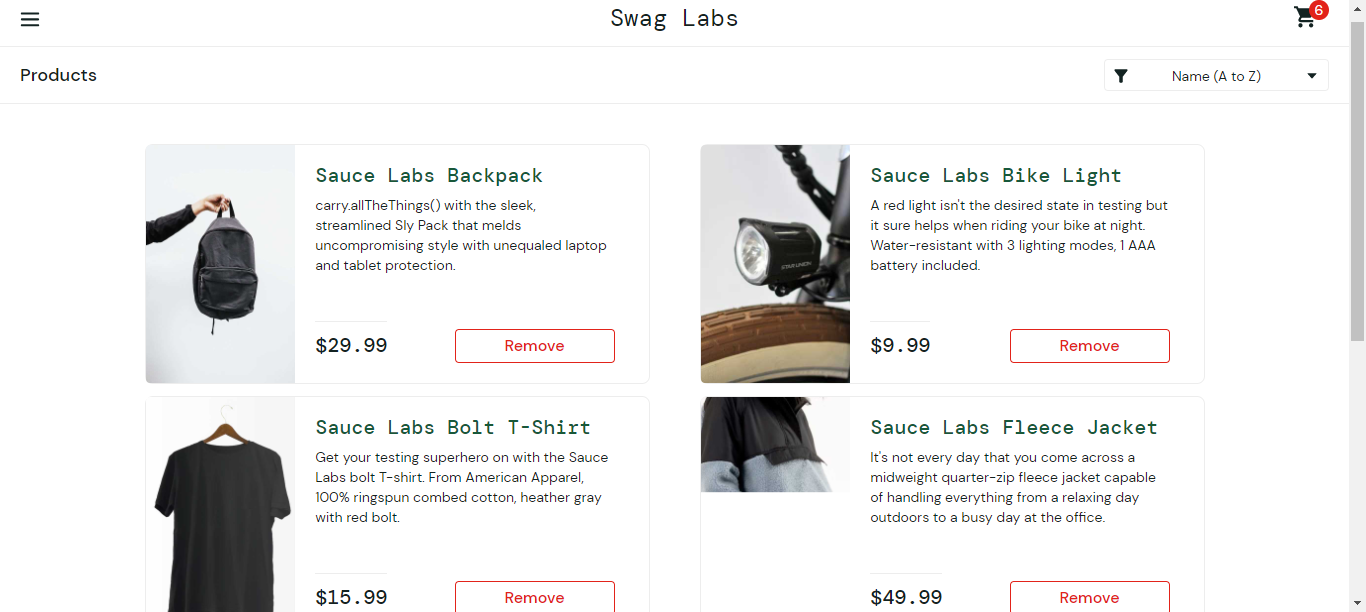 Swag Labs
6
Products
Name (A to Z)
Sauce Labs Backpack
carry.allTheThings() with the sleek,
streamlined Sly Pack that melds
uncompromising style with unequaled laptop
and tablet protection.
$29.99
Remove
Sauce Labs Bike Light
A red light isn't the desired state in testing but
it sure helps when riding your bike at night.
Water-resistant with 3 lighting modes, 1 AAA
battery included.
STAR UNION
$9.99
Remove
Sauce Labs Bolt T-Shirt
Get your testing superhero on with the Sauce
Labs bolt T-shirt. From American Apparel,
100% ringspun combed cotton, heather gray
with red bolt.
$15.99
Remove
Sauce Labs Fleece Jacket
It's not every day that you come across a
midweight quarter-zip fleece jacket capable
of handling everything from a relaxing day
outdoors to a busy day at the office.
$49.99
Remove